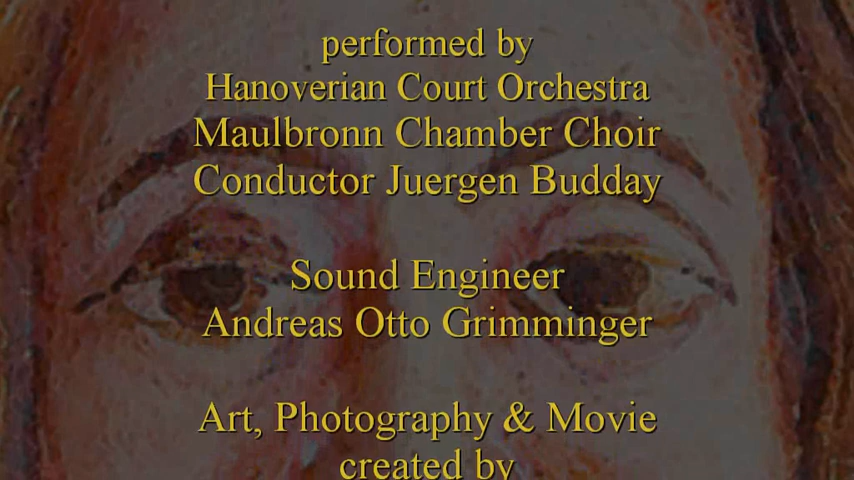 performed by
Hanoverian Court Orchestra
Maulbronn Chamber Choir
Conductor Juergen Budday
Sound Engineer
Andreas Otto Grimminger
Art, Photography & Movie
created by